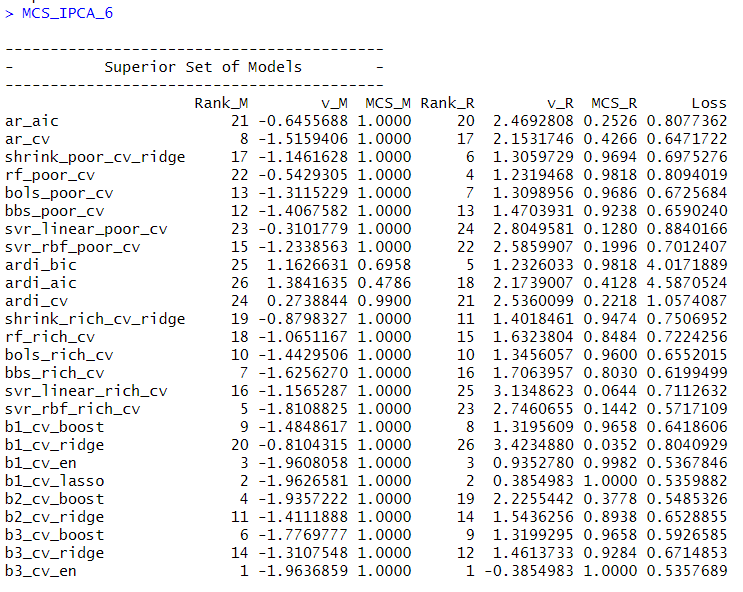 > MCS_IPCA_6
------------------------------------------
-          Superior Set of Models        -
------------------------------------------
Rank_M v_M MCS_M Rank_R v_R MCS_R Loss
ar_aic 21 -0.6455688 1.0000 20 2.4692808 0.2526 0.8077362
ar_cv 8 -1.5159406 1.0000 17 2.1531746 0.4266 0.6471722
shrink_poor_cv_ridge 17 -1.1461628 1.0000 6 1.3059729 0.9694 0.6975276
rf_poor_cv 22 -0.5429305 1.0000 4 1.2319468 0.9818 0.8094019
bols_poor_cv 13 -1.3115229 1.0000 7 1.3098956 0.9686 0.6725684
bbs_poor_cv 12 -1.4067582 1.0000 13 1.4703931 0.9238 0.6590240
svr_linear_poor_cv 23 -0.3101779 1.0000 24 2.8049581 0.1280 0.8840166
svr_rbf_poor_cv 15 -1.2338563 1.0000 22 2.5859907 0.1996 0.7012407
ardi_bic 25 1.1626631 0.6958 5 1.2326033 0.9818 4.0171889
ardi_aic 26 1.3841635 0.4786 18 2.1739007 0.4128 4.5870524
ardi_cv 24 0.2738844 0.9900 21 2.5360099 0.2218 1.0574087
shrink_rich_cv_ridge 19 -0.8798327 1.0000 11 1.4018461 0.9474 0.7506952
rf_rich_cv 18 -1.0651167 1.0000 15 1.6323804 0.8484 0.7224256
bols_rich_cv 10 -1.4429506 1.0000 10 1.3456057 0.9600 0.6552015
bbs_rich_cv 7 -1.6256270 1.0000 16 1.7063957 0.8030 0.6199499
svr_linear_rich_cv 16 -1.1565287 1.0000 25 3.1348623 0.0644 0.7112632
svr_rbf_rich_cv 5 -1.8108825 1.0000 23 2.7460655 0.1442 0.5717109
b1_cv_boost 9 -1.4848617 1.0000 8 1.3195609 0.9658 0.6418606
b1_cv_ridge 20 -0.8104315 1.0000 26 3.4234880 0.0352 0.8040929
b1_cv_en 3 -1.9608058 1.0000 3 0.9352780 0.9982 0.5367846
b1_cv_lasso 2 -1.9626581 1.0000 2 0.3854983 1.0000 0.5359882
b2_cv_boost 4 -1.9357222 1.0000 19 2.2255442 0.3778 0.5485326
b2_cv_ridge 11 -1.4111888 1.0000 14 1.5436256 0.8938 0.6528855
b3_cv_boost 6 -1.7769777 1.0000 9 1.3199295 0.9658 0.5926585
b3_cv_ridge 14 -1.3107548 1.0000 12 1.4613733 0.9284 0.6714853
b3_cv_en 1 -1.9636859 1.0000 1 -0.3854983 1.0000 0.5357689